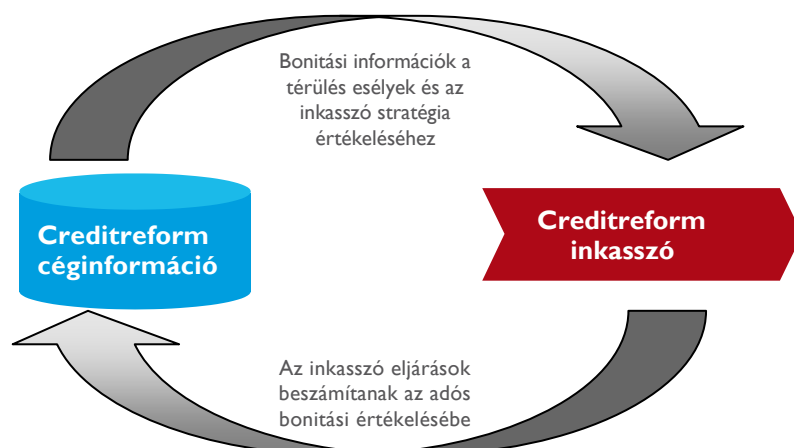 Bonitási információk a
térülés esélyek és az
inkasszó stratégia
értékeléséhez
Creditreform
céginformáció
Creditreform
inkasszó
Az inkasszó eljárások
beszámítanak az adós
bonitási értékelésébe